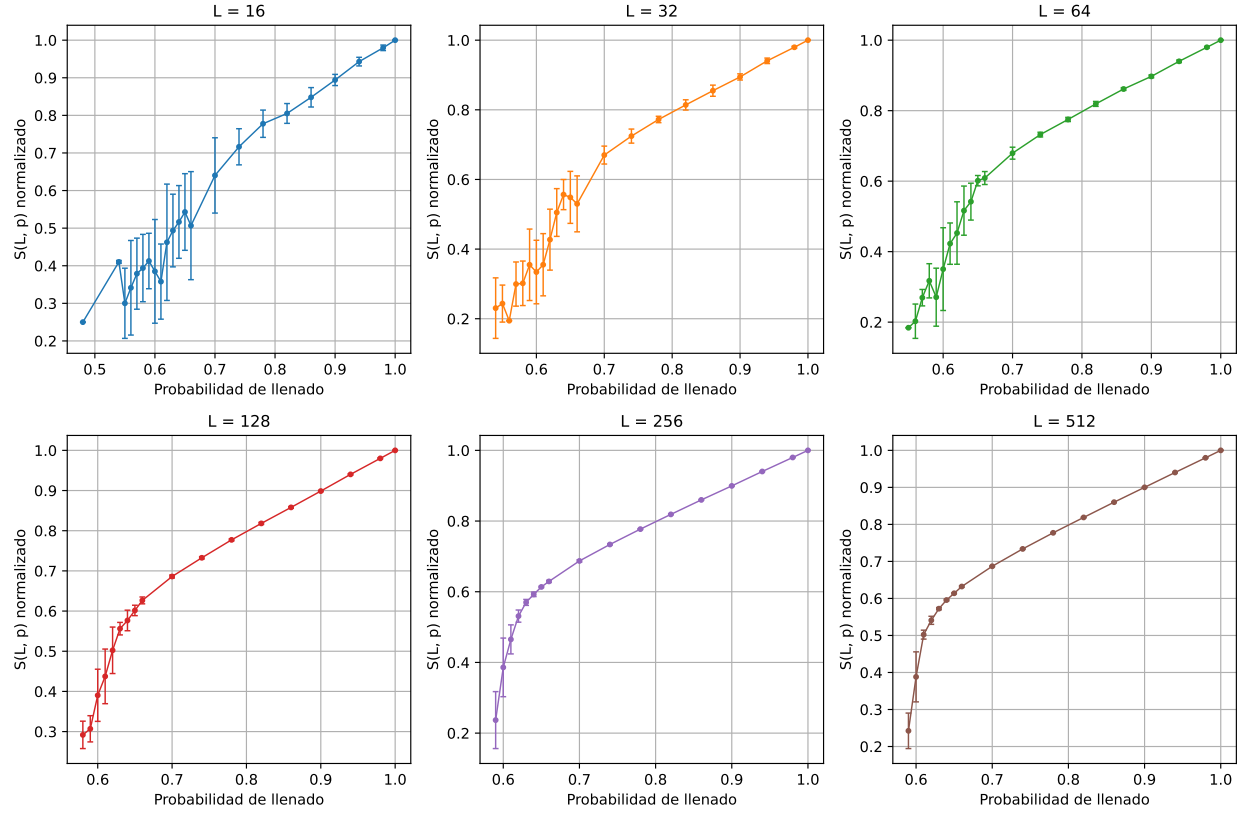 L = 16
1.0
0.9
0.8
0.7
0.6
0.5
0.4
0.3
0.2
S(L, p) normalizado
0.5 0.6 0.7 0.8 0.9 1.0
Probabilidad de llenado
L = 32
1.0
0.8
0.6
0.4
0.2
S(L, p) normalizado
0.6 0.7 0.8 0.9 1.0
Probabilidad de llenado
L = 64
1.0
0.8
0.6
0.4
0.2
S(L, p) normalizado
0.6 0.7 0.8 0.9 1.0
Probabilidad de llenado
L = 128
1.0
0.9
0.8
0.7
0.6
0.5
0.4
0.3
S(L, p) normalizado
0.6 0.7 0.8 0.9 1.0
Probabilidad de llenado
L = 256
1.0
0.8
0.6
0.4
0.2
S(L, p) normalizado
0.6 0.7 0.8 0.9 1.0
Probabilidad de llenado
L = 512
1.0
0.9
0.8
0.7
0.6
0.5
0.4
0.3
0.2
S(L, p) normalizado
0.6 0.7 0.8 0.9 1.0
Probabilidad de llenado